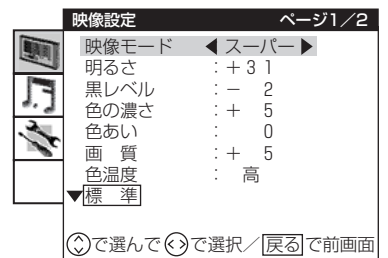 映像設定 ページ1／2
映像モード ◀スーパー▶
明るさ :＋31
黒レベル :－ 2
色の濃さ :＋ 5
色あい : 0
画 質 :＋ 5
色温度 : 高
▼標 準
で選んで で選択／戻るで前画面